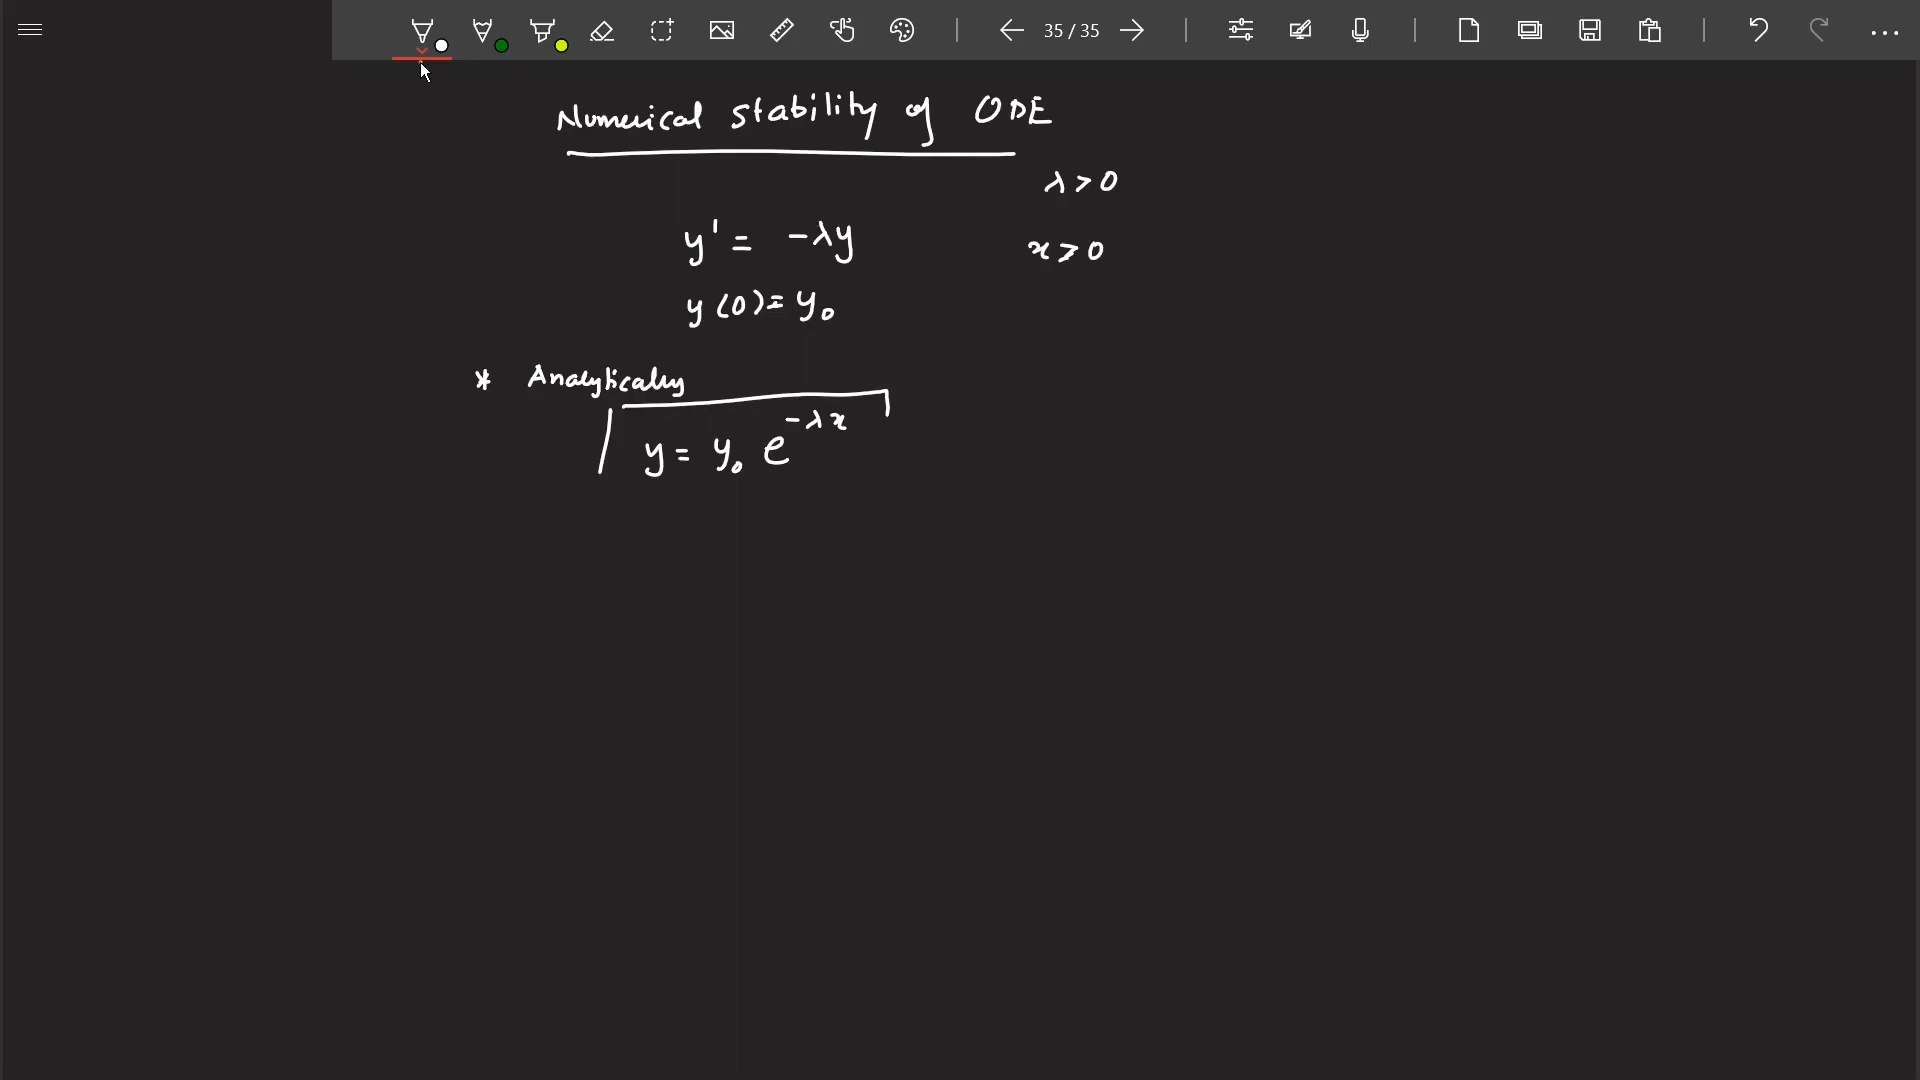 35 / 35
Numerical stability of ODE
λ > 0
y' = -λy
x > 0
y(0) = y₀
* Analytically
y = y₀ e^{-λx}